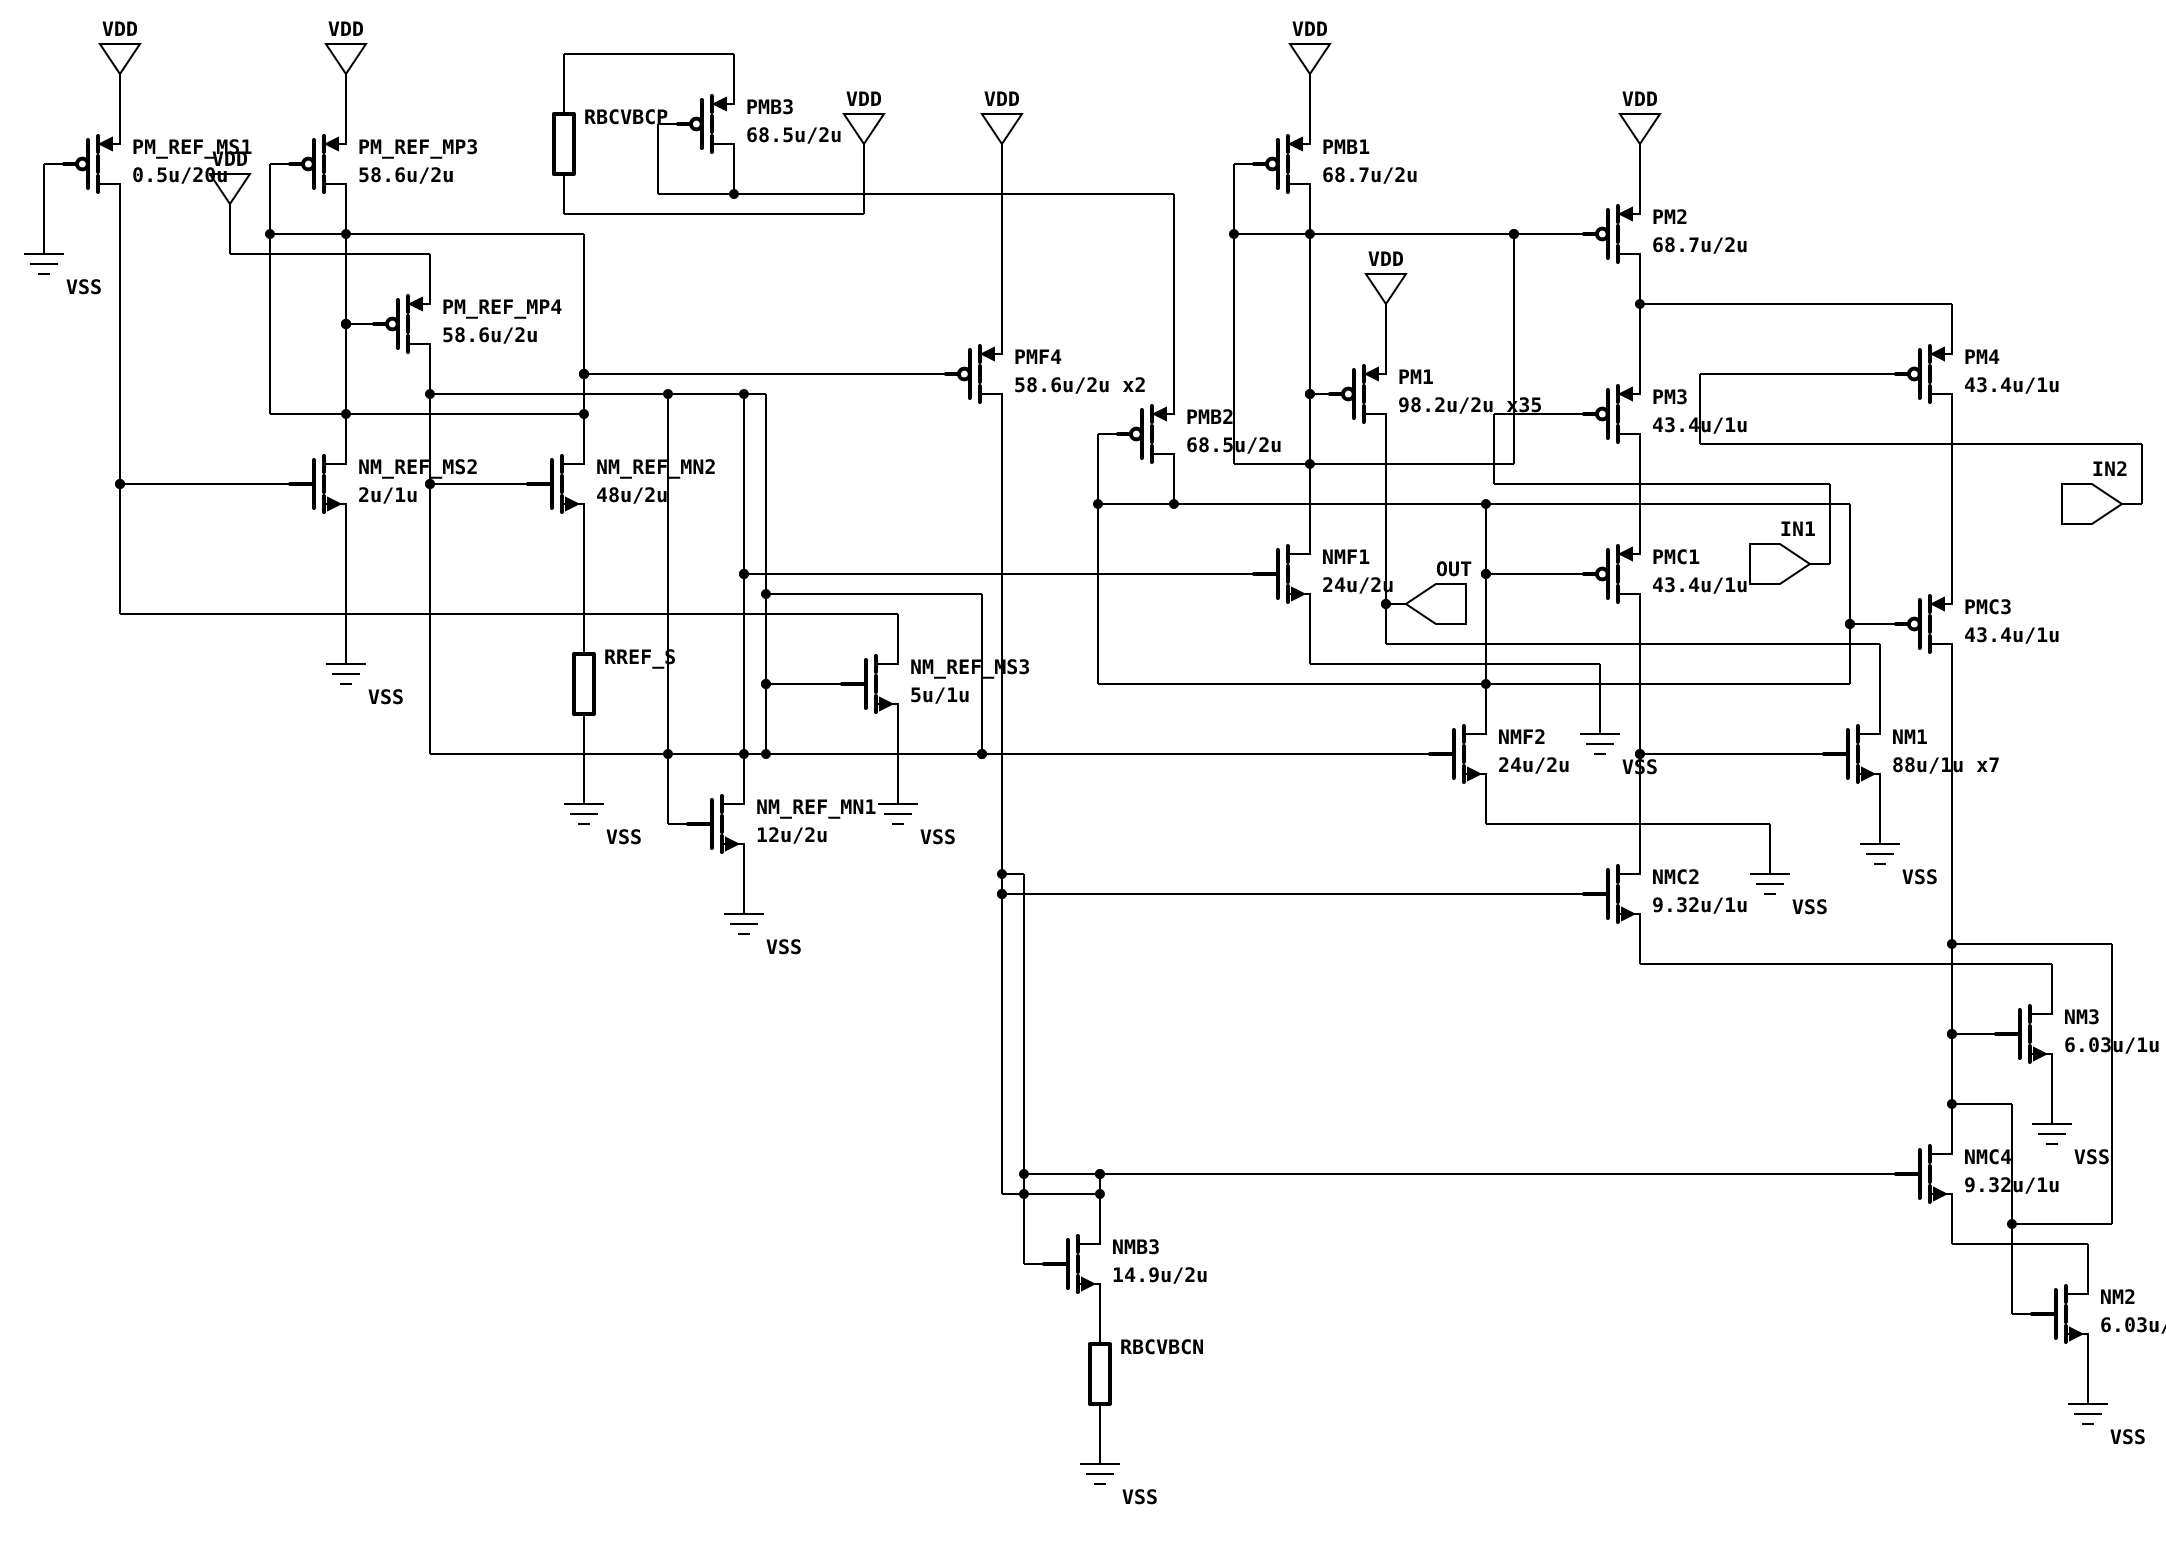 VDD
VDD
VDD
VDD
VDD
VDD
VDD
PM_REF_MS1
0.5u/20u
VDD
PM_REF_MP3
58.6u/2u
RBCVBCP
PMB3
68.5u/2u
PMB1
68.7u/2u
PM2
68.7u/2u
VSS
PM_REF_MP4
58.6u/2u
PMF4
58.6u/2u x2
PM1
98.2u/2u x35
PM3
43.4u/1u
PM4
43.4u/1u
PMB2
68.5u/2u
NM_REF_MS2
2u/1u
NM_REF_MN2
48u/2u
IN2
IN1
NMF1
24u/2u
OUT
PMC1
43.4u/1u
PMC3
43.4u/1u
RREF_S
NM_REF_MS3
5u/1u
VSS
NMF2
24u/2u
VSS
NM1
88u/1u x7
NM_REF_MN1
12u/2u
VSS
VSS
NMC2
9.32u/1u
VSS
VSS
VSS
NM3
6.03u/1u
NMC4
9.32u/1u
VSS
NMB3
14.9u/2u
NM2
6.03u/
RBCVBCN
VSS
VSS